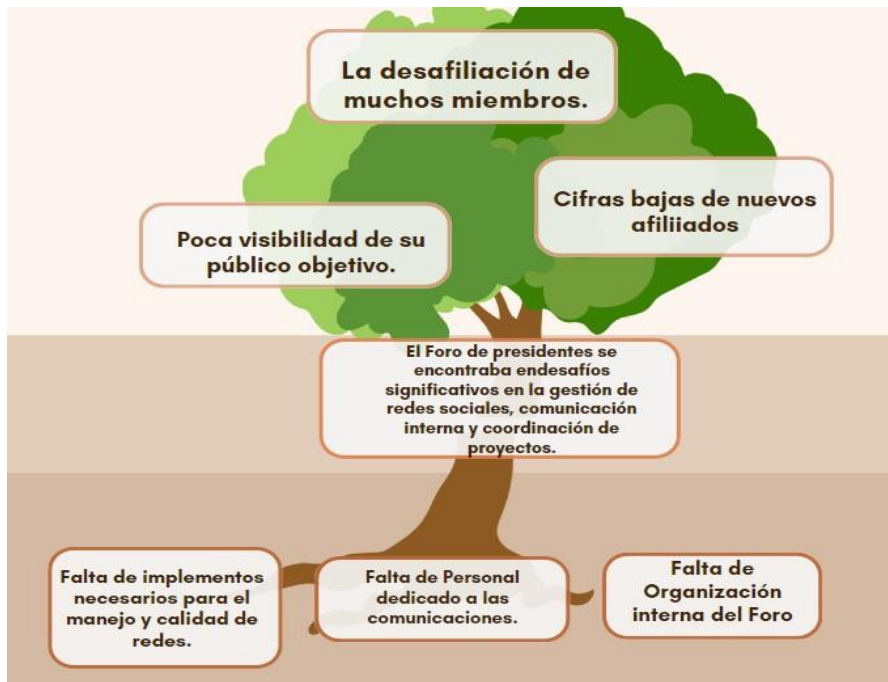 La desafiliación de
muchos miembros.
Cifras bajas de nuevos
afiliiados
Poca visibilidad de su
público objetivo.
El Foro de presidentes se
encontraba endesafíos
significativos en la gestión de
redes sociales, comunicación
interna y coordinación de
proyectos.
Falta de implementos
necesarios para el
manejo y calidad de
redes.
Falta de Personal
dedicado a las
comunicaciones.
Falta de
Organización
interna del Foro